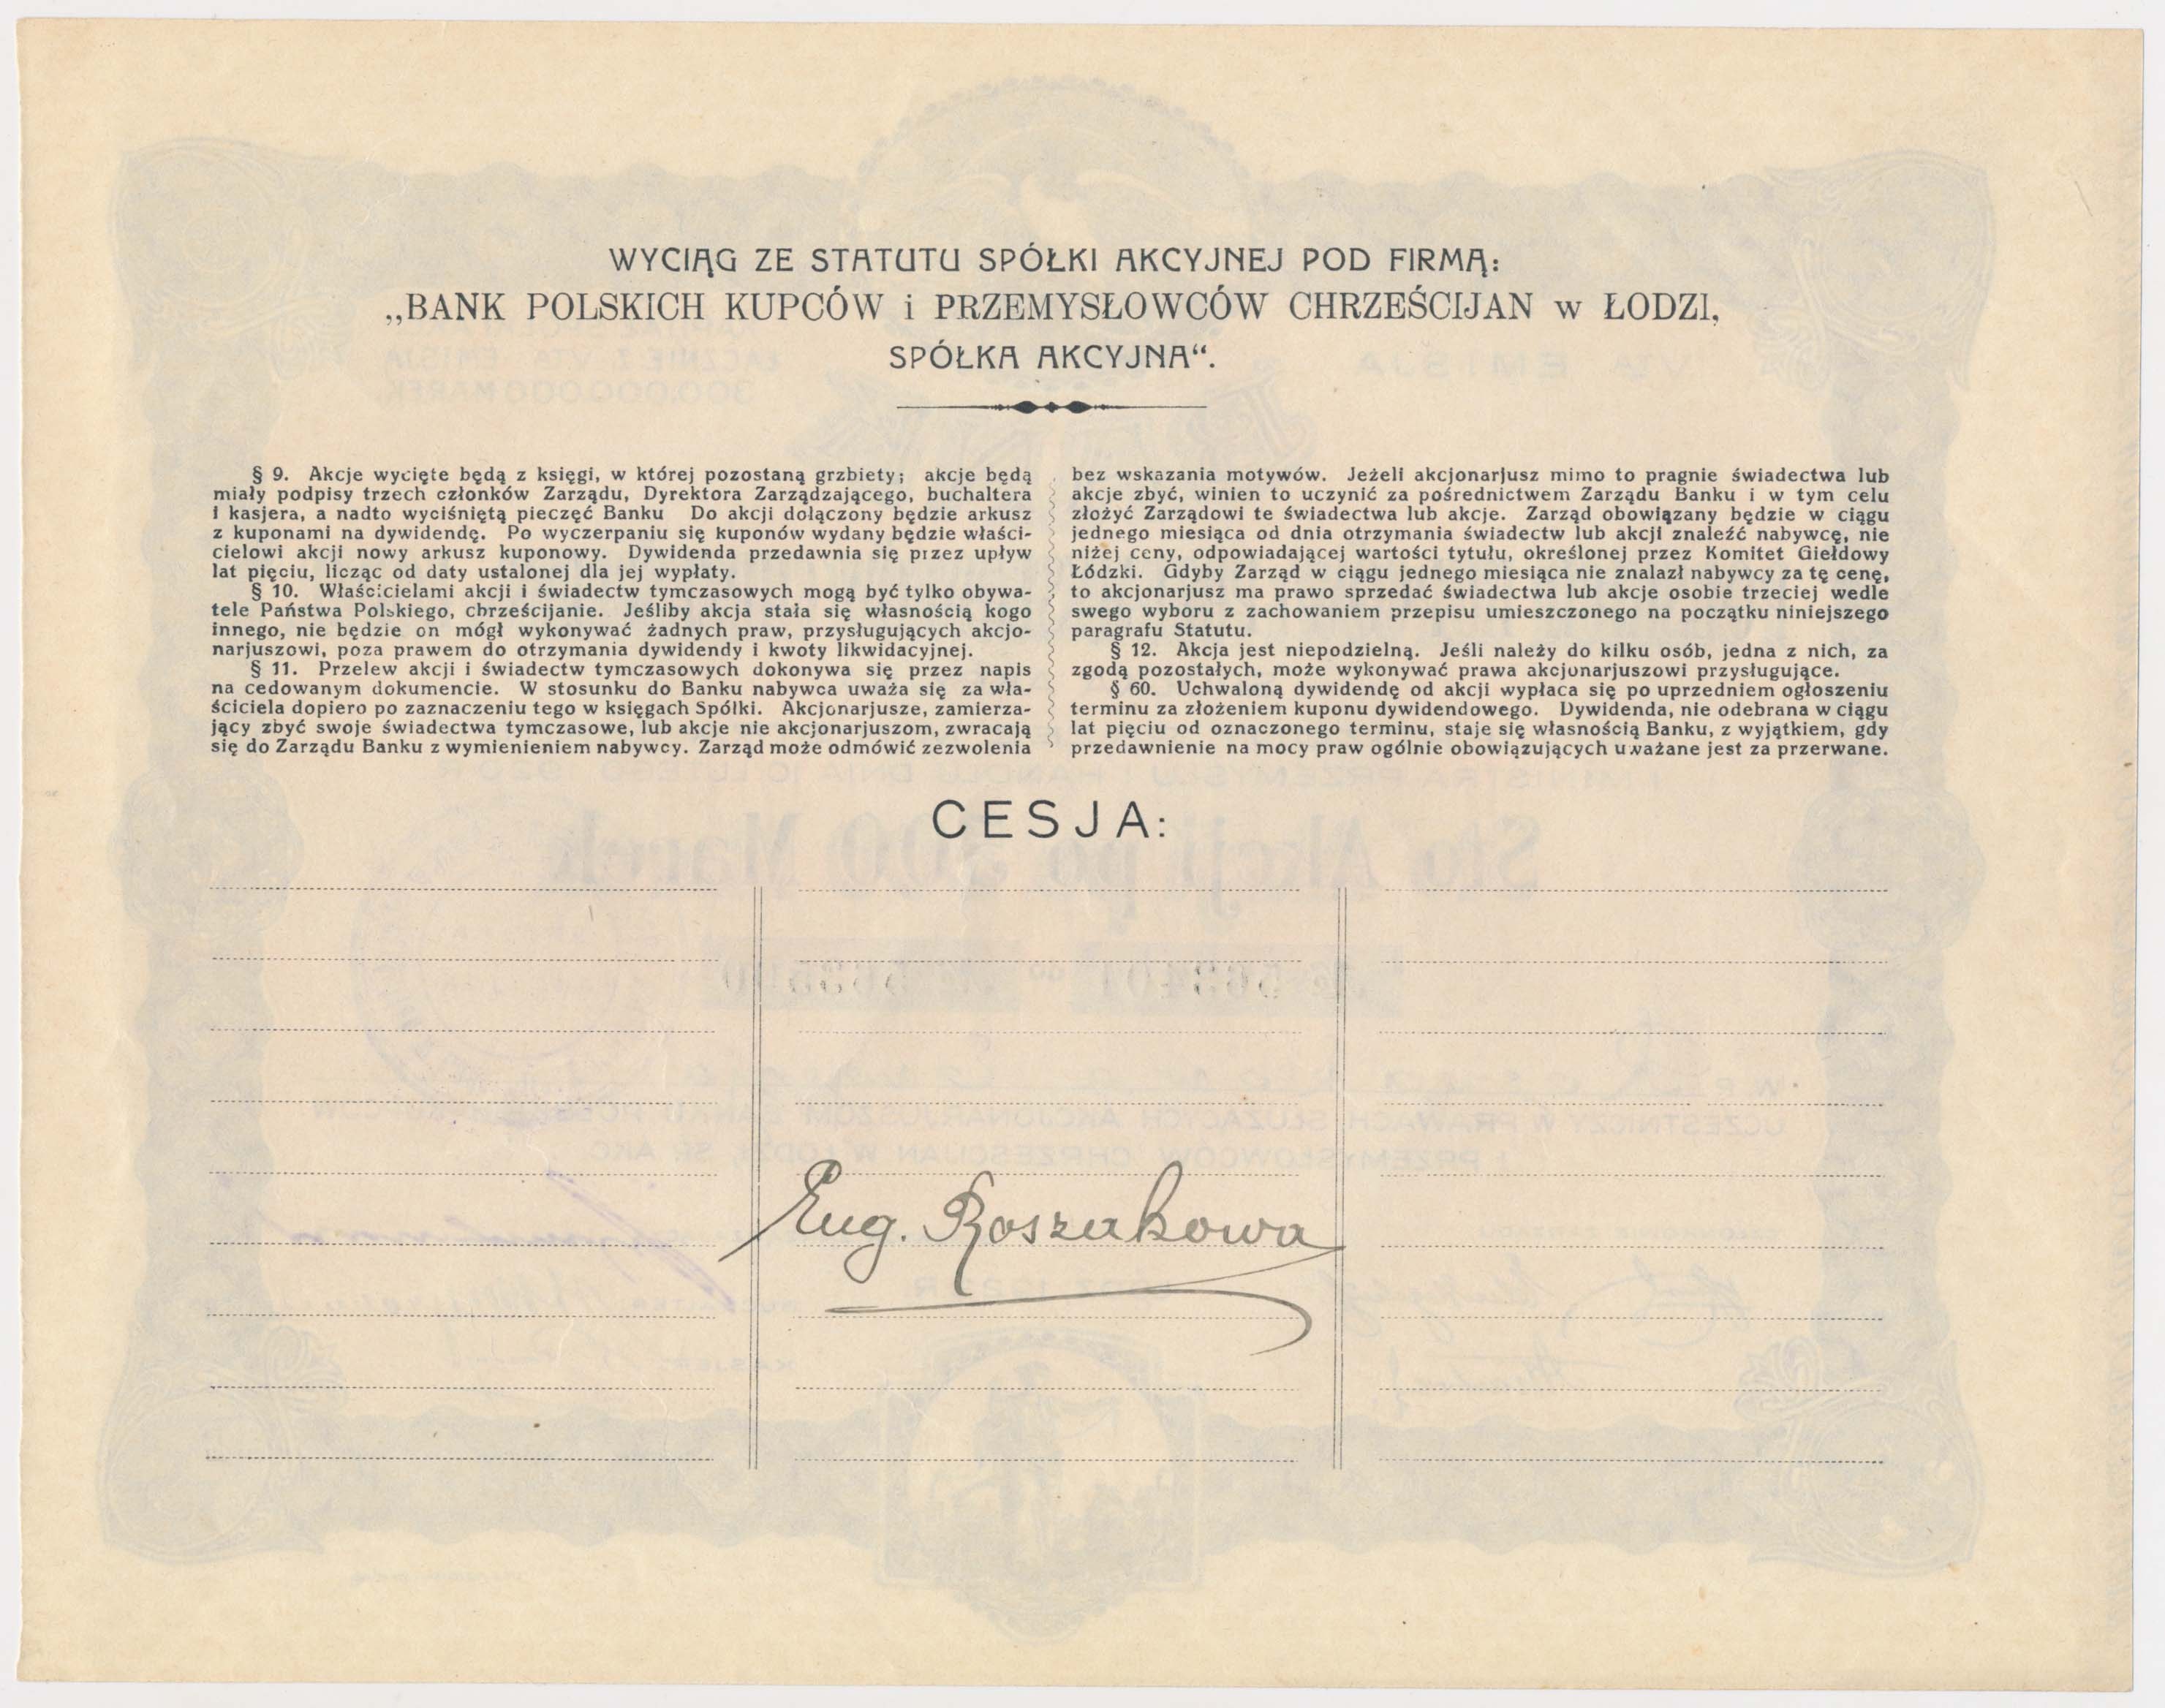 WYCIĄG ZE STATUTU SPÓŁKI AKCYJNEJ POD FIRMĄ:
„BANK POLSKICH KUPCÓW i PRZEMYSŁOWCÓW CHRZEŚCIJAN w ŁODZI,
SPÓŁKA AKCYJNA“.
§ 9. Akcje wycięte będą z księgi, w której pozostaną grzbiety; akcje będą
miały podpisy trzech członków Zarządu, Dyrektora Zarządzającego, buchaltera
i kasjera, a nadto wyciśniętą pieczęć Banku Do akcji dołączony będzie arkusz
z kuponami na dywidendę. Po wyczerpaniu się kuponów wydany będzie właści-
cielowi akcji nowy arkusz kuponowy. Dywidenda przedawnia się przez upływ
lat pięciu, licząc od daty ustalonej dla jej wypłaty.
§ 10. Właścicielami akcji i świadectw tymczasowych mogą być tylko obywa-
tele Państwa Polskiego, chrześcijanie. Jeśliby akcja stała się własnością kogo
innego, nie będzie on mógł wykonywać żadnych praw, przysługujących akcjo-
narjuszowi, poza prawem do otrzymania dywidendy i kwoty likwidacyjnej.
§ 11. Przelew akcji i świadectw tymczasowych dokonywa się przez napis
na cedowanym dokumencie. W stosunku do Banku nabywca uważa się za wła-
ściciela dopiero po zaznaczeniu tego w księgach Spółki. Akcjonarjusze, zamierza-
jący zbyć swoje świadectwa tymczasowe, lub akcje nie akcjonarjuszom, zwracają
się do Zarządu Banku z wymienieniem nabywcy. Zarząd może odmówić zezwolenia
bez wskazania motywów. Jeżeli akcjonarjusz mimo to pragnie świadectwa lub
akcje zbyć, winien to uczynić za pośrednictwem Zarządu Banku i w tym celu
złożyć Zarządowi te świadectwa lub akcje. Zarząd obowiązany będzie w ciągu
jednego miesiąca od dnia otrzymania świadectw lub akcji znaleźć nabywcę, nie
niżej ceny, odpowiadającej wartości tytułu, określonej przez Komitet Giełdowy
Łódzki. Gdyby Zarząd w ciągu jednego miesiąca nie znalazł nabywcy za tę cenę,
to akcjonarjusz ma prawo sprzedać świadectwa lub akcje osobie trzeciej wedle
swego wyboru z zachowaniem przepisu umieszczonego na początku niniejszego
paragrafu Statutu.
§ 12. Akcja jest niepodzielną. Jeśli należy do kilku osób, jedna z nich, za
zgodą pozostałych, może wykonywać prawa akcjonarjuszowi przysługujące.
§ 60. Uchwaloną dywidendę od akcji wypłaca się po uprzedniem ogłoszeniu
terminu za złożeniem kuponu dywidendowego. Dywidenda, nie odebrana w ciągu
lat pięciu od oznaczonego terminu, staje się własnością Banku, z wyjątkiem, gdy
przedawnienie na mocy praw ogólnie obowiązujących uważane jest za przerwane.
CESJA:
Eug. Roszakowa